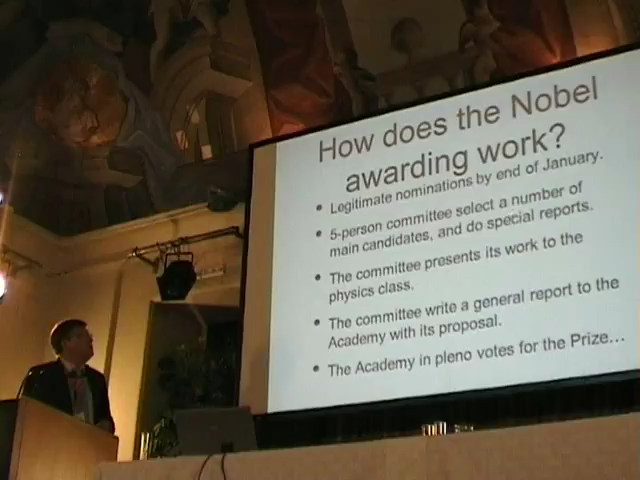 How does the Nobel
awarding work?
• Legitimate nominations by end of January.
• 5-person committee select a number of
main candidates, and do special reports.
• The committee presents its work to the
physics class.
• The committee write a general report to the
Academy with its proposal.
• The Academy in pleno votes for the Prize...